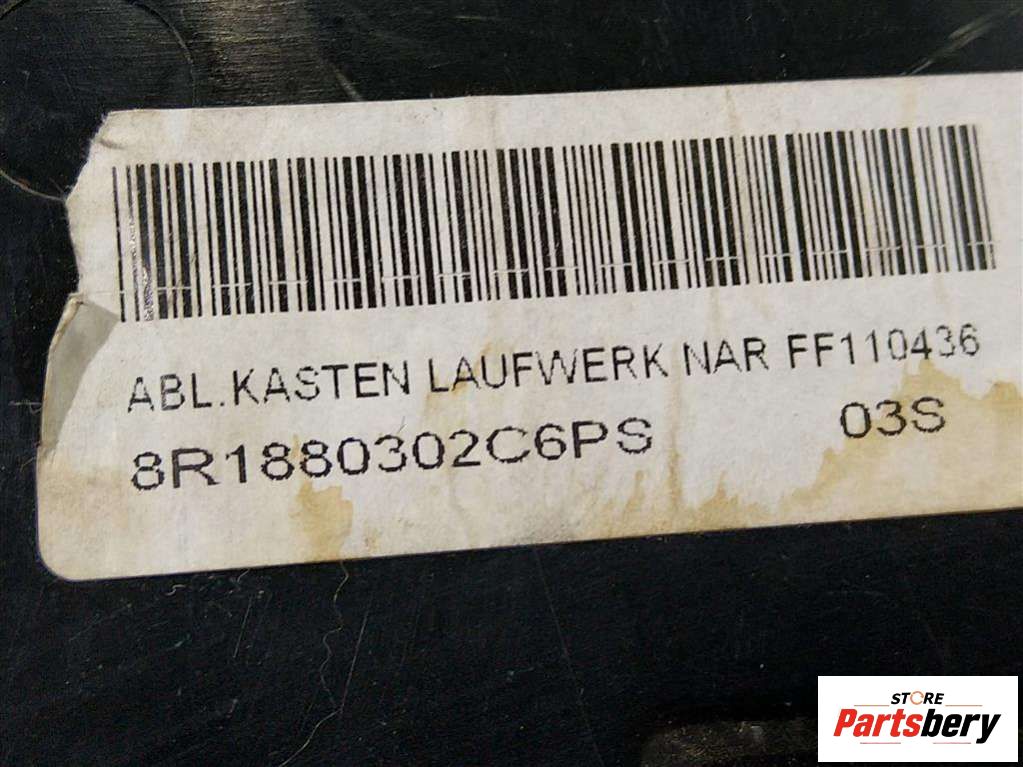 ABL.KASTEN LAUFWERK NAR FF110436
8R1880302C6PS 03S
STORE
Partsbery